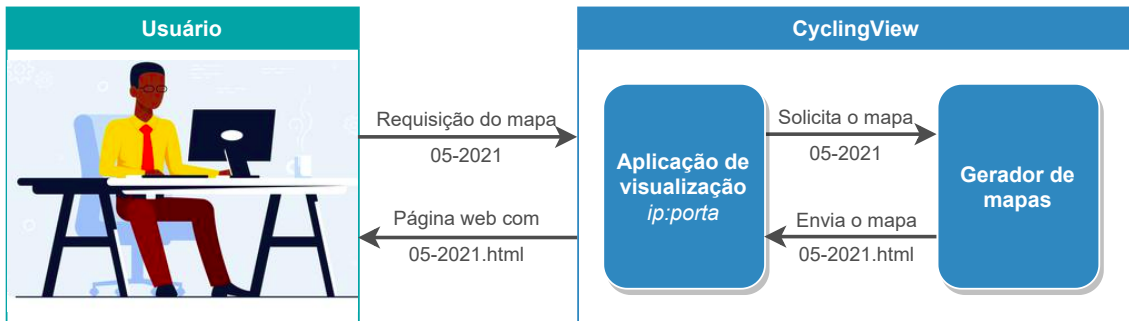 Usuário
CyclingView
Requisição do mapa
05-2021
Página web com
05-2021.html
Aplicação de
visualização
ip:porta
Solicita o mapa
05-2021
Envia o mapa
05-2021.html
Gerador de
mapas